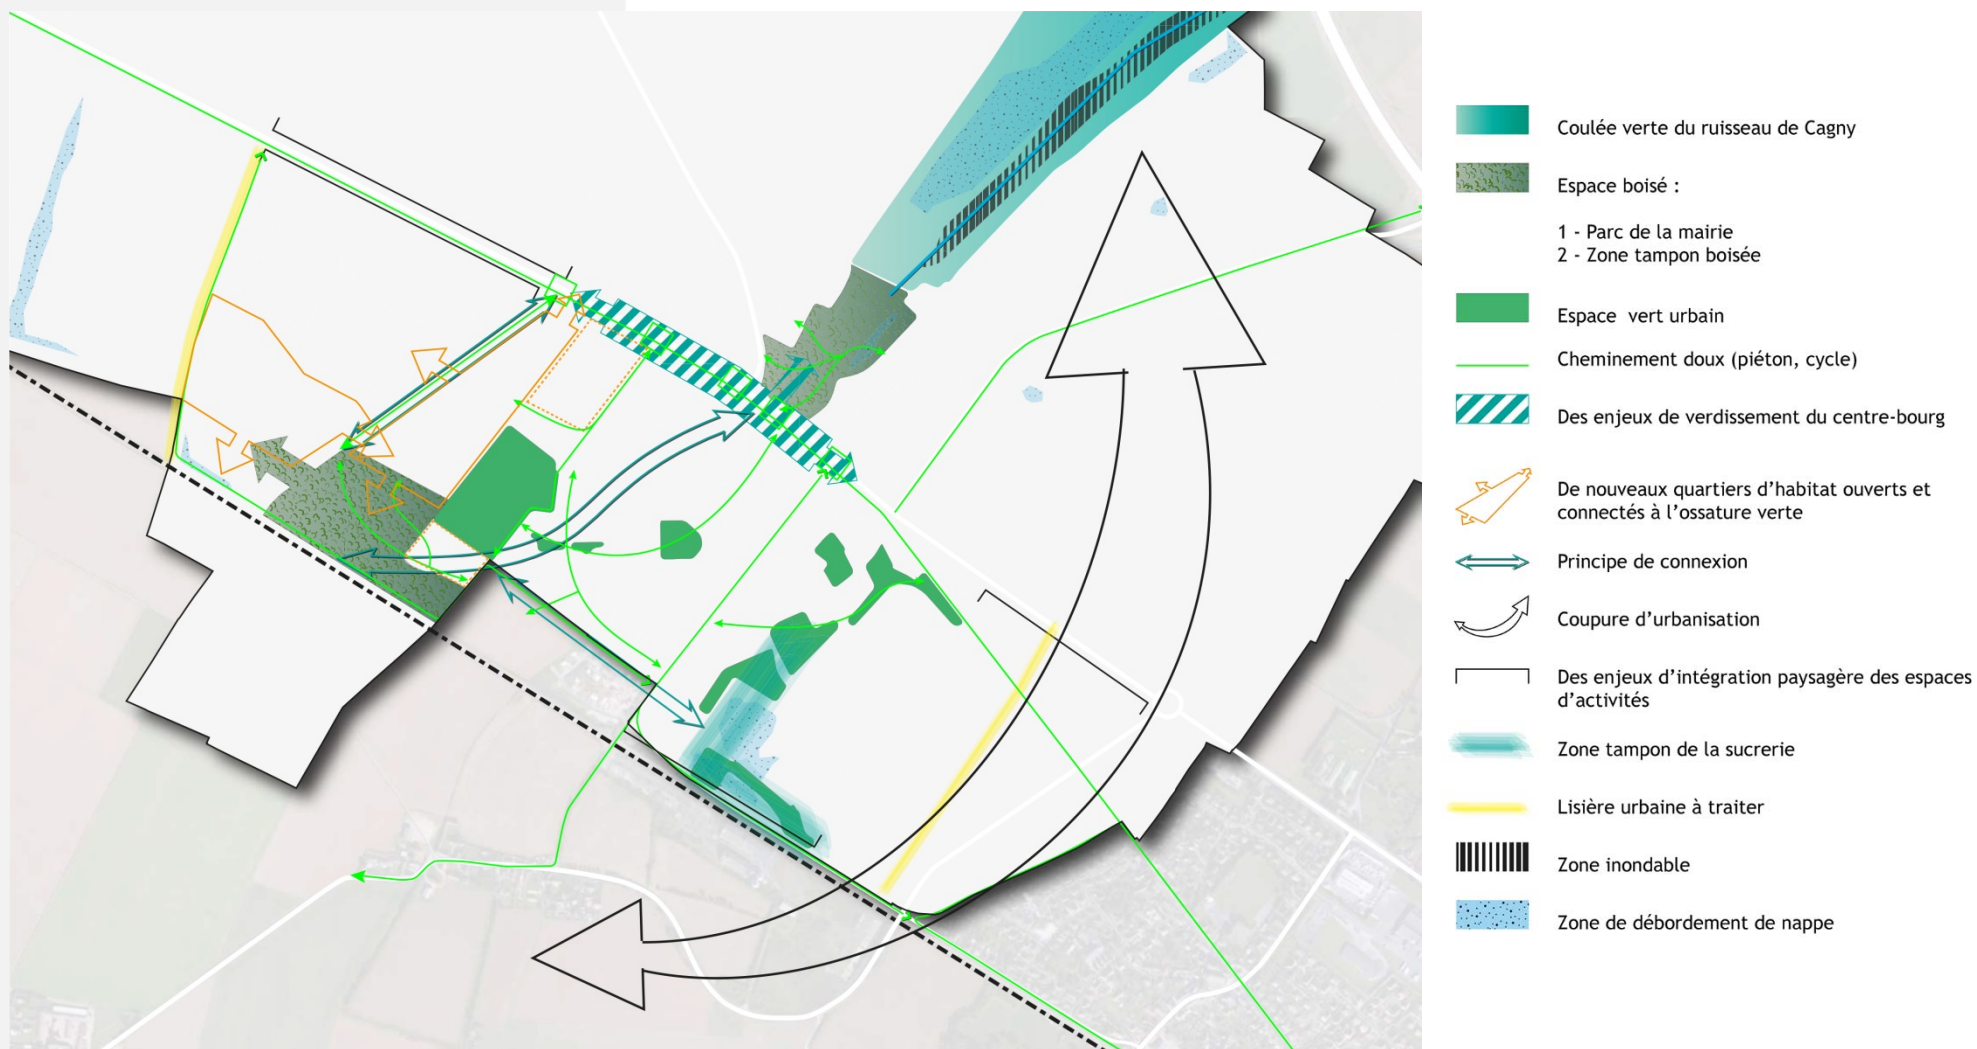 Coulée verte du ruisseau de Cagny
Espace boisé :
1 - Parc de la mairie
2 - Zone tampon boisée
Espace vert urbain
Cheminement doux (piéton, cycle)
Des enjeux de verdissement du centre-bourg
De nouveaux quartiers d’habitat ouverts et
connectés à l’ossature verte
Principe de connexion
Coupure d’urbanisation
Des enjeux d’intégration paysagère des espaces
d’activités
Zone tampon de la sucrerie
Lisière urbaine à traiter
Zone inondable
Zone de débordement de nappe